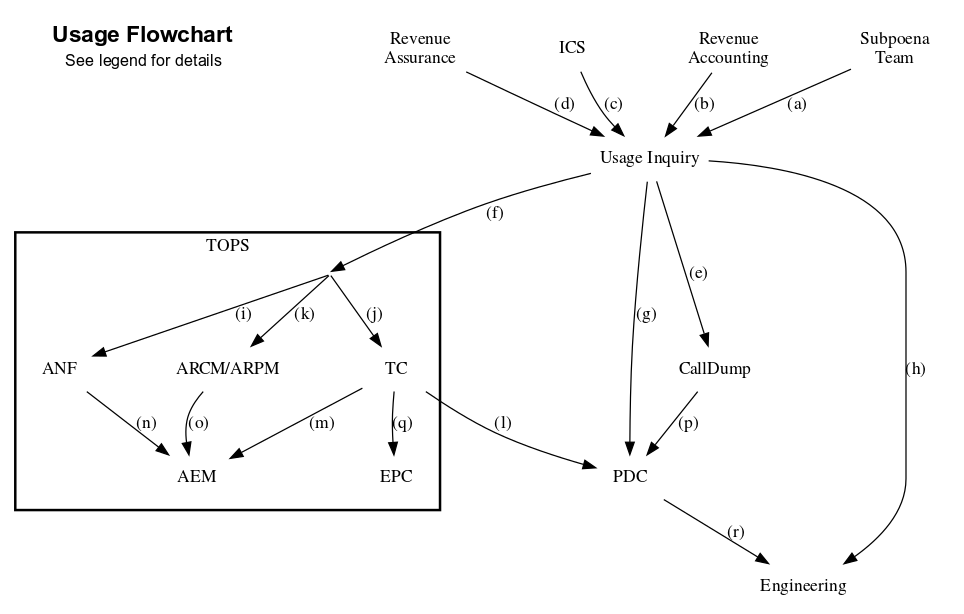 Usage Flowchart
See legend for details
Revenue
Assurance
ICS
Revenue
Accounting
Subpoena
Team
(d)
(c)
(b)
(a)
Usage Inquiry
(f)
TOPS
(e)
(i)
(k)
(j)
(g)
ANF
ARCM/ARPM
TC
CallDump
(h)
(n)
(o)
(m)
(q)
(l)
(p)
AEM
EPC
PDC
(r)
Engineering